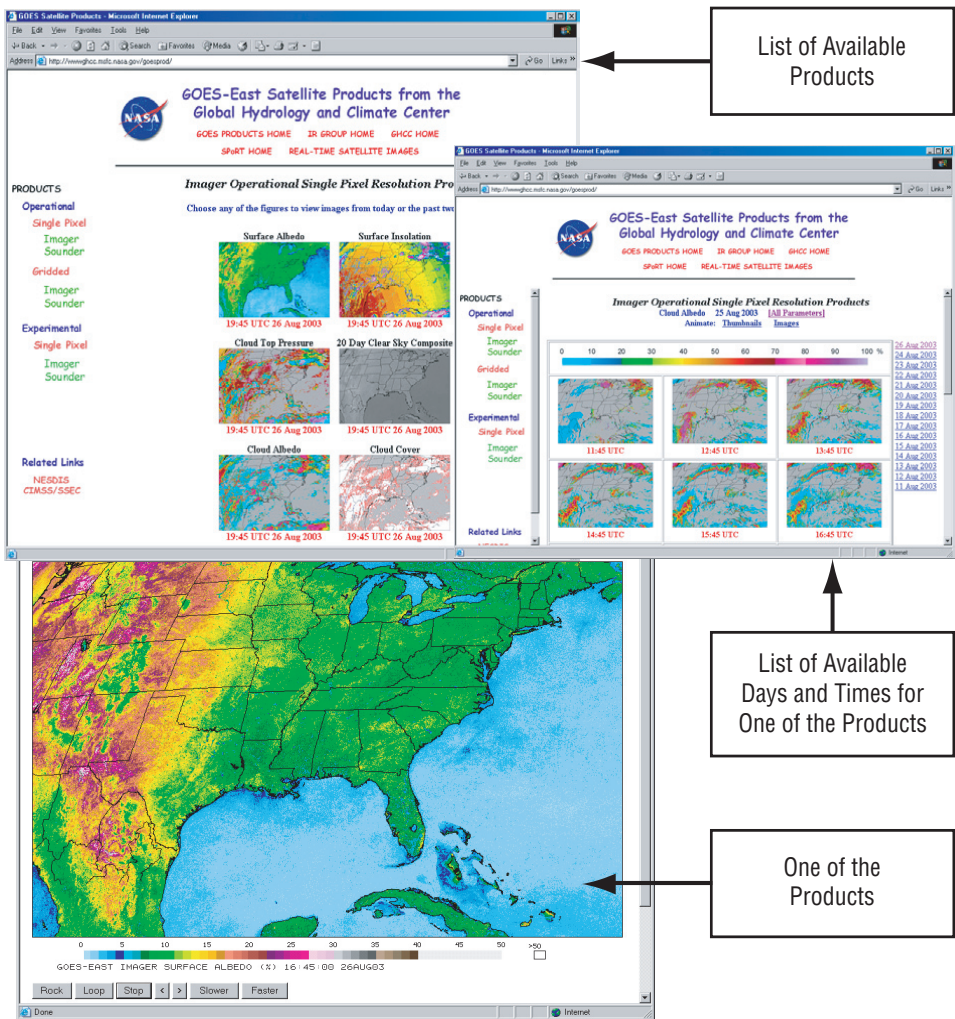 GOES Satellite Products - Microsoft Internet Explorer
File Edit View Favorites Tools Help
Back Search Favorites Media
Address http://wwwghcc.msfc.nasa.gov/goesprod/ Go Links »
NASA
GOES-East Satellite Products from the
Global Hydrology and Climate Center
GOES PRODUCTS HOME IR GROUP HOME GHCC HOME
SPoRT HOME REAL-TIME SATELLITE IMAGES
PRODUCTS
Operational
Single Pixel
Imager
Sounder
Gridded
Imager
Sounder
Experimental
Single Pixel
Imager
Sounder
Related Links
NESDIS
CIMSS/SSEC
Imager Operational Single Pixel Resolution Pro
Choose any of the figures to view images from today or the past two
Surface Albedo Surface Insolation
19:45 UTC 26 Aug 2003 19:45 UTC 26 Aug 2003
Cloud Top Pressure 20 Day Clear Sky Composite
19:45 UTC 26 Aug 2003 19:45 UTC 26 Aug 2003
Cloud Albedo Cloud Cover
19:45 UTC 26 Aug 2003 19:45 UTC 26 Aug 2003
List of Available
Products
GOES Satellite Products - Microsoft Internet Explorer
File Edit View Favorites Tools Help
Back Search Favorites Media
Address http://wwwghcc.msfc.nasa.gov/goesprod/ Go Links »
NASA
GOES-East Satellite Products from the
Global Hydrology and Climate Center
GOES PRODUCTS HOME IR GROUP HOME GHCC HOME
SPoRT HOME REAL-TIME SATELLITE IMAGES
PRODUCTS
Operational
Single Pixel
Imager
Sounder
Gridded
Imager
Sounder
Experimental
Single Pixel
Imager
Sounder
Related Links
Imager Operational Single Pixel Resolution Products
Cloud Albedo 25 Aug 2003 [All Parameters]
Animate: Thumbnails Images
0 10 20 30 40 50 60 70 80 90 100 %
11:45 UTC 12:45 UTC 13:45 UTC
14:45 UTC 15:45 UTC 16:45 UTC
26 Aug 2003
24 Aug 2003
23 Aug 2003
22 Aug 2003
21 Aug 2003
20 Aug 2003
19 Aug 2003
18 Aug 2003
17 Aug 2003
16 Aug 2003
15 Aug 2003
14 Aug 2003
13 Aug 2003
12 Aug 2003
11 Aug 2003
Internet
List of Available
Days and Times for
One of the Products
One of the
Products
0 5 10 15 20 25 30 35 40 45 50 >50
GOES-EAST IMAGER SURFACE ALBEDO (%) 16:45:00 26AUG03
Rock Loop Stop < > Slower Faster
Done Internet